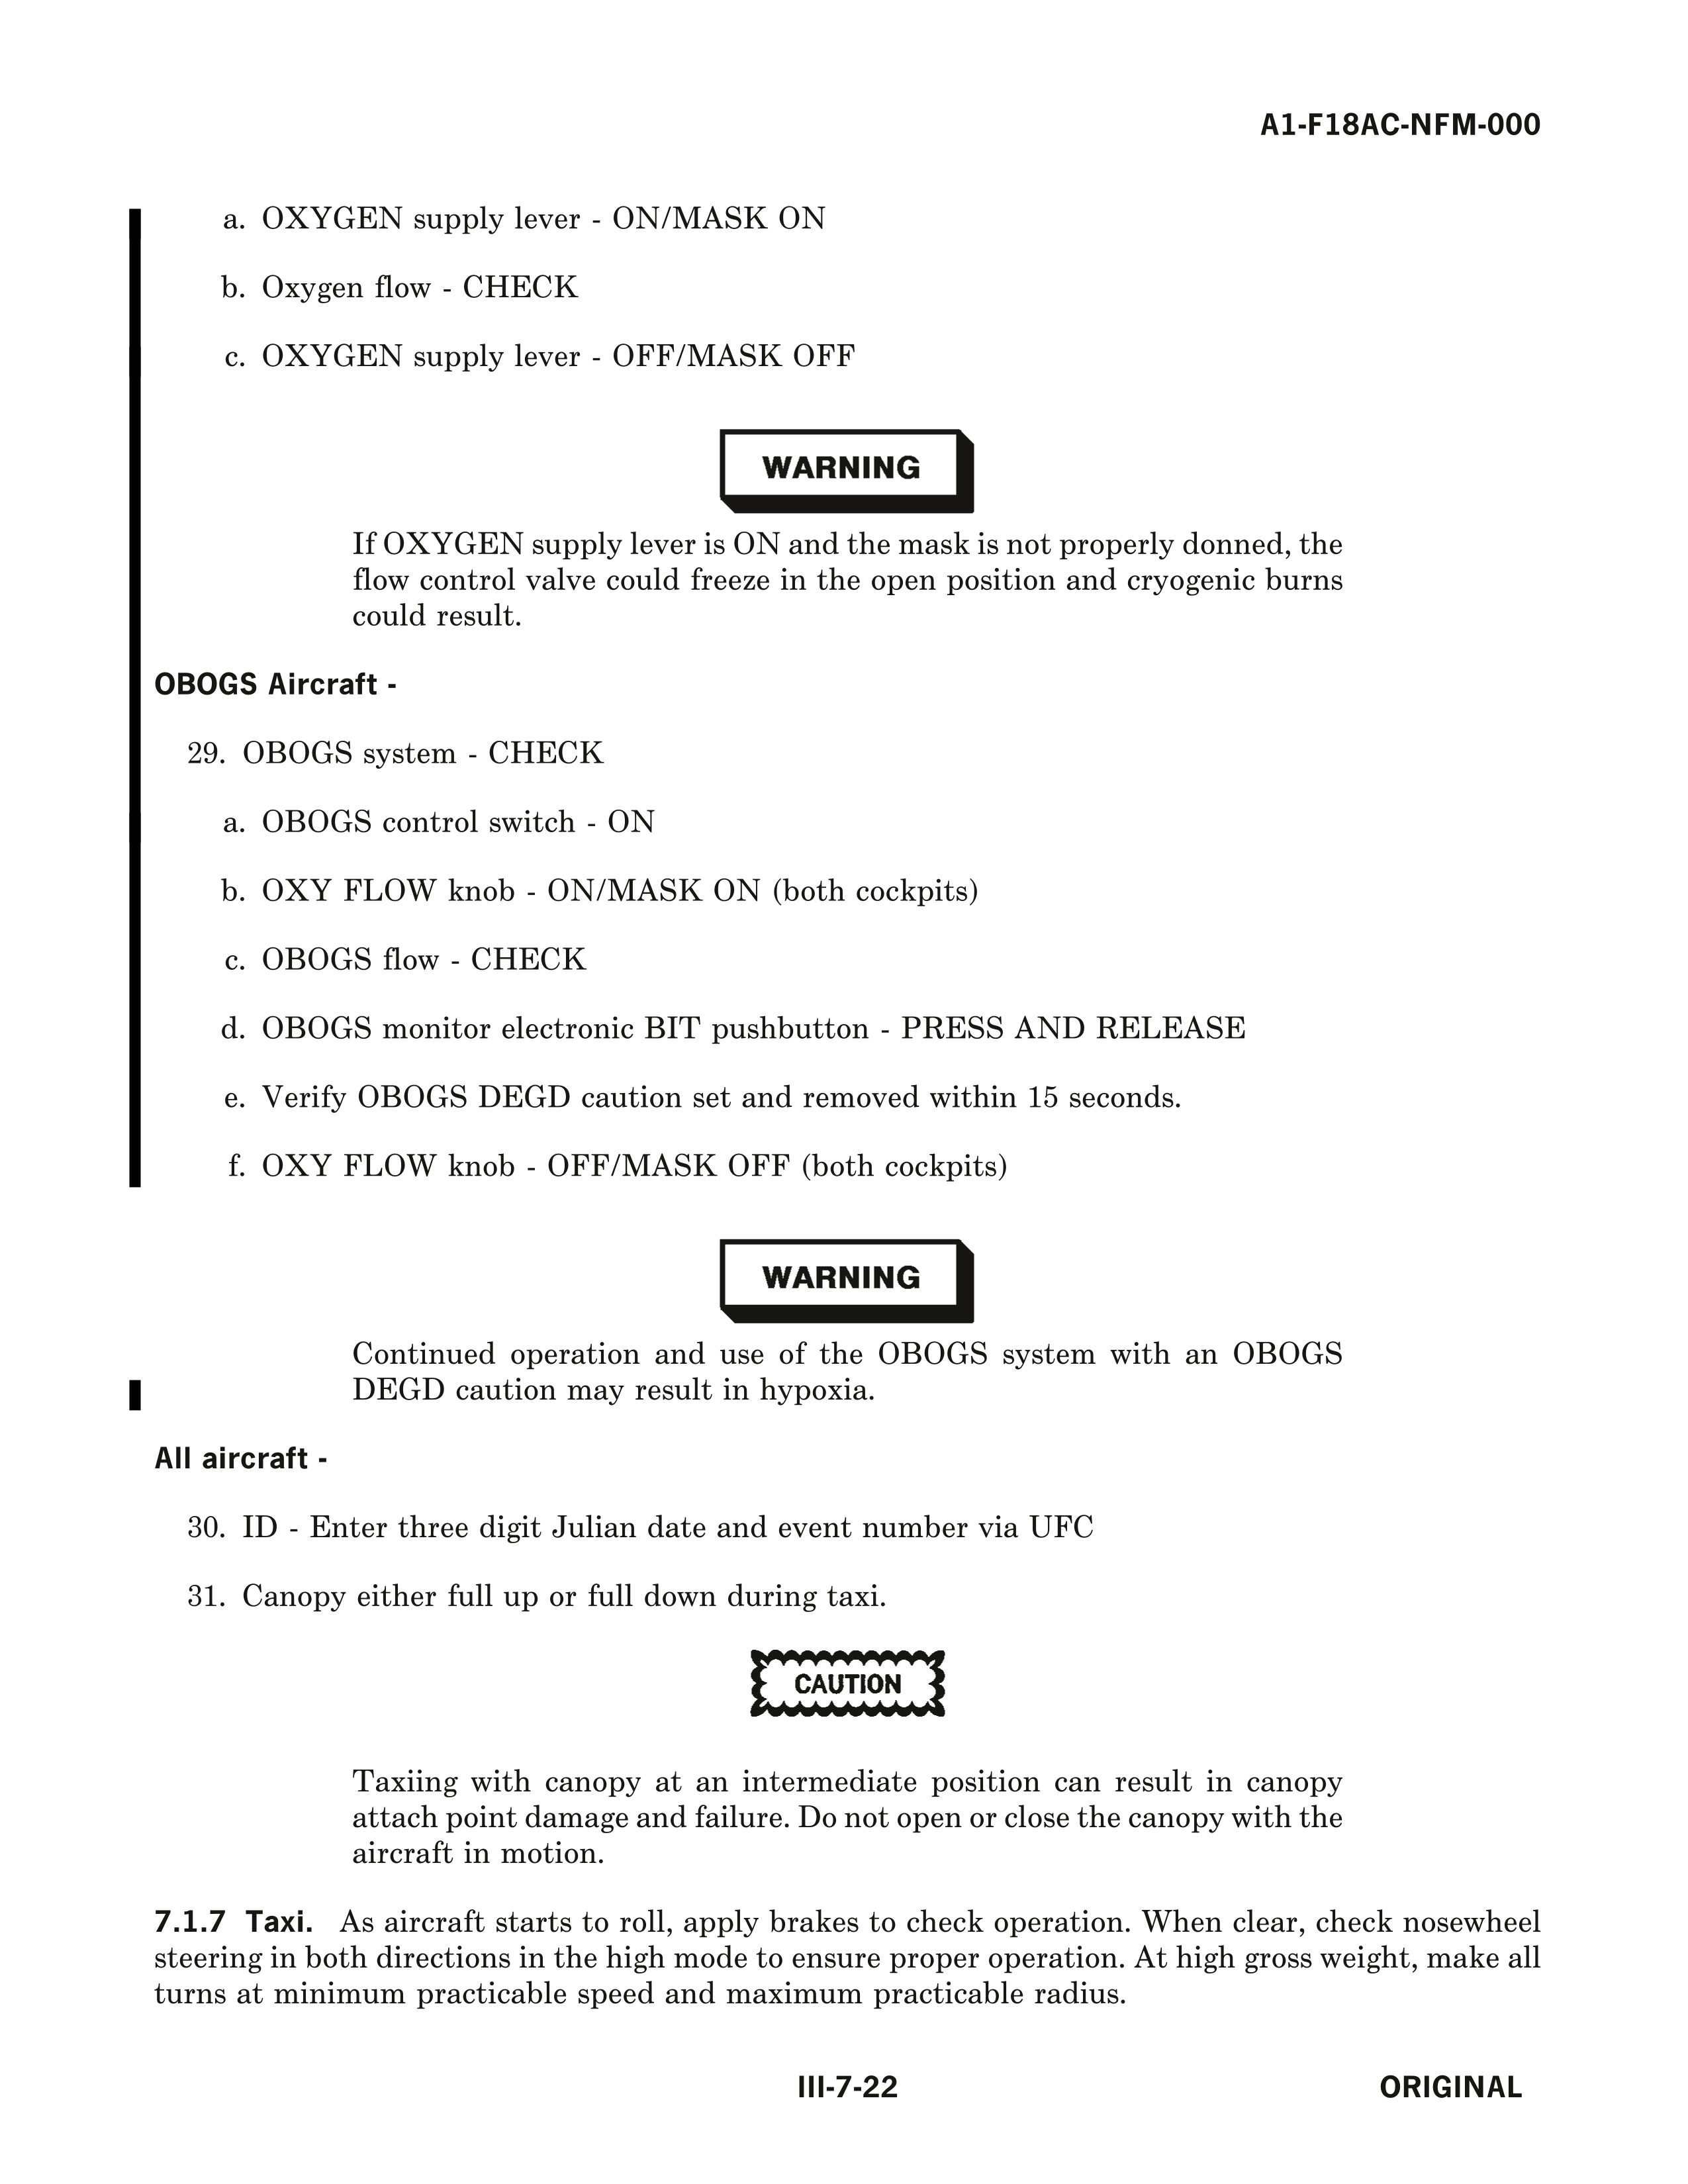 A1-F18AC-NFM-000
a. OXYGEN supply lever - ON/MASK ON
b. Oxygen flow - CHECK
c. OXYGEN supply lever - OFF/MASK OFF
WARNING
If OXYGEN supply lever is ON and the mask is not properly donned, the
flow control valve could freeze in the open position and cryogenic burns
could result.
OBOGS Aircraft -
29. OBOGS system - CHECK
a. OBOGS control switch - ON
b. OXY FLOW knob - ON/MASK ON (both cockpits)
c. OBOGS flow - CHECK
d. OBOGS monitor electronic BIT pushbutton - PRESS AND RELEASE
e. Verify OBOGS DEGD caution set and removed within 15 seconds.
f. OXY FLOW knob - OFF/MASK OFF (both cockpits)
WARNING
Continued operation and use of the OBOGS system with an OBOGS
DEGD caution may result in hypoxia.
All aircraft -
30. ID - Enter three digit Julian date and event number via UFC
31. Canopy either full up or full down during taxi.
CAUTION
Taxiing with canopy at an intermediate position can result in canopy
attach point damage and failure. Do not open or close the canopy with the
aircraft in motion.
7.1.7 Taxi. As aircraft starts to roll, apply brakes to check operation. When clear, check nosewheel
steering in both directions in the high mode to ensure proper operation. At high gross weight, make all
turns at minimum practicable speed and maximum practicable radius.
III-7-22
ORIGINAL